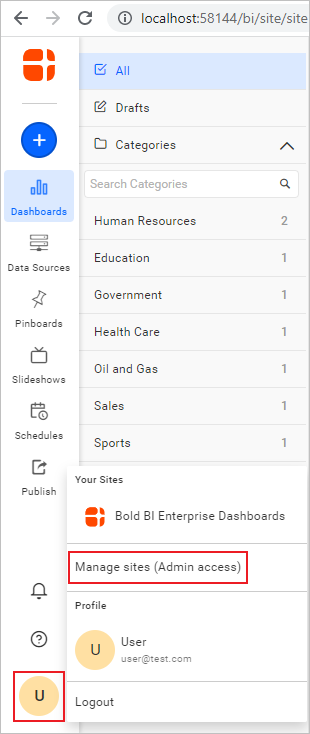 localhost:58144/bi/site/site
All
Drafts
Categories
Search Categories
Human Resources 2
Education 1
Government 1
Health Care 1
Oil and Gas 1
Sales 1
Sports 1
Dashboards
Data Sources
Pinboards
Slideshows
Schedules
Publish
Your Sites
Bold BI Enterprise Dashboards
Manage sites (Admin access)
Profile
U
User
user@test.com
Logout
U